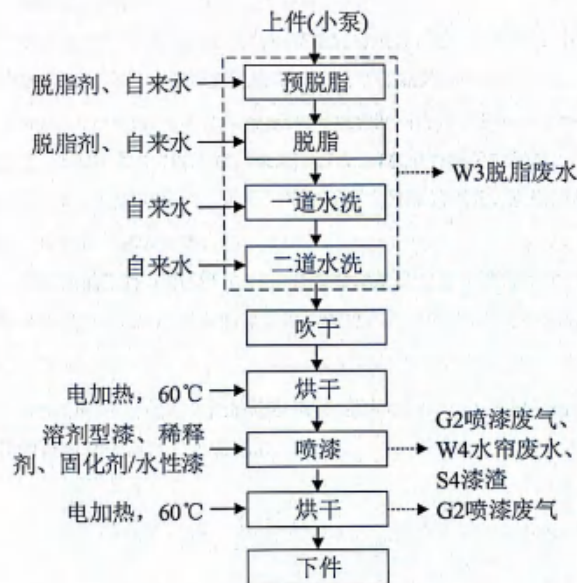 上件(小泵)
脱脂剂、自来水
预脱脂
脱脂剂、自来水
脱脂
W3脱脂废水
自来水
一道水洗
自来水
二道水洗
吹干
电加热，60℃
烘干
溶剂型漆、稀释
剂、固化剂/水性漆
喷漆
G2喷漆废气、
W4水帘废水、
S4漆渣
电加热，60℃
烘干
G2喷漆废气
下件